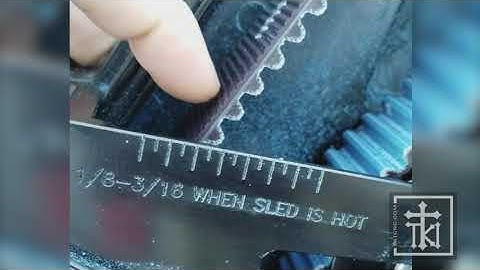 1/8-3/16 WHEN SLED IS HOT